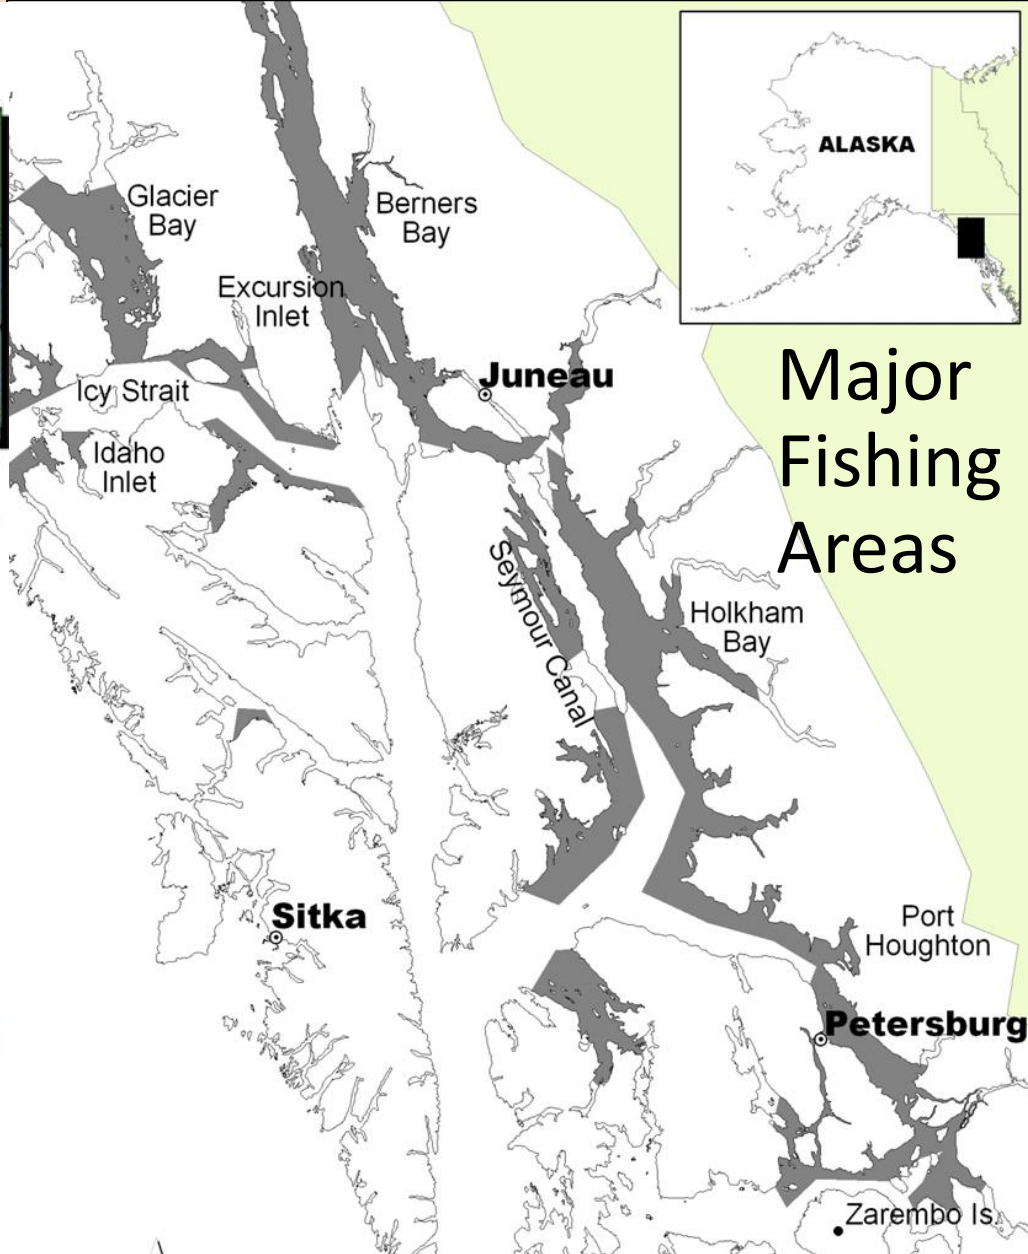 ALASKA
Glacier
Bay
Berners
Bay
Excursion
Inlet
Juneau
Icy Strait
Major
Fishing
Areas
Idaho
Inlet
Seymour Canal
Holkham
Bay
Sitka
Port
Houghton
Petersburg
Zarembo Is.